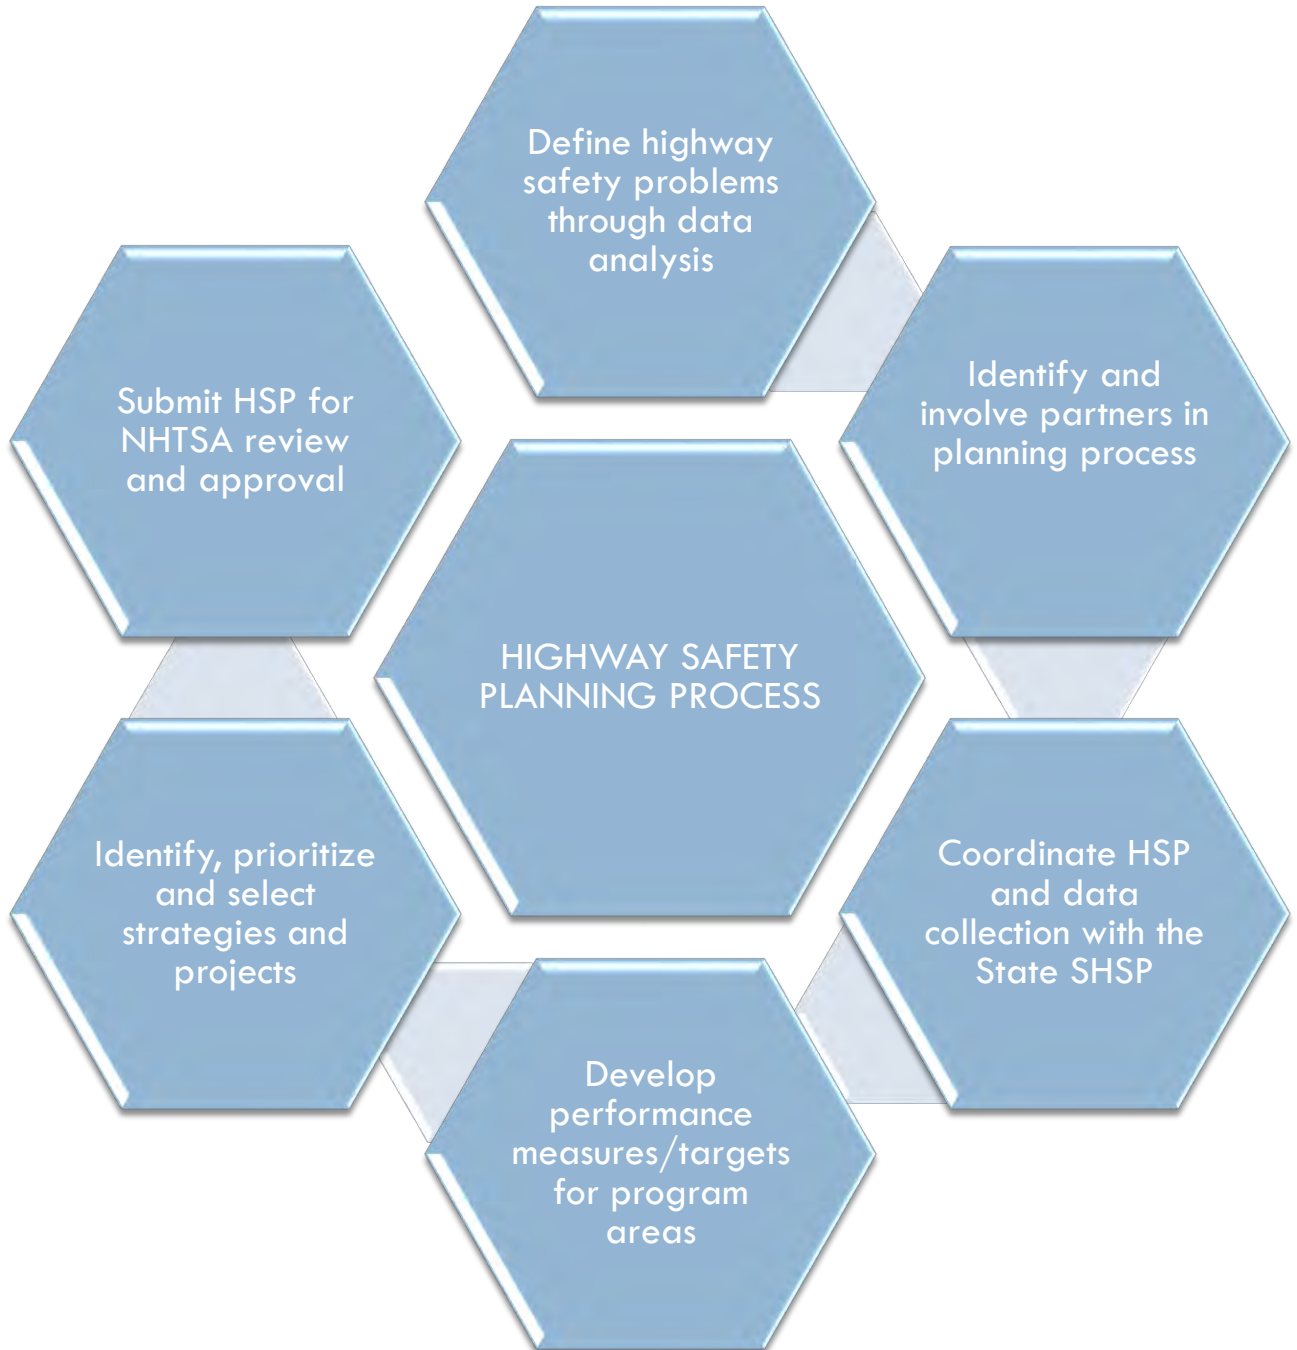 Define highway
safety problems
through data
analysis
Identify and
involve partners in
planning process
Coordinate HSP
and data
collection with the
State SHSP
Develop
performance
measures/targets
for program
areas
Identify, prioritize
and select
strategies and
projects
Submit HSP for
NHTSA review
and approval
HIGHWAY SAFETY
PLANNING PROCESS